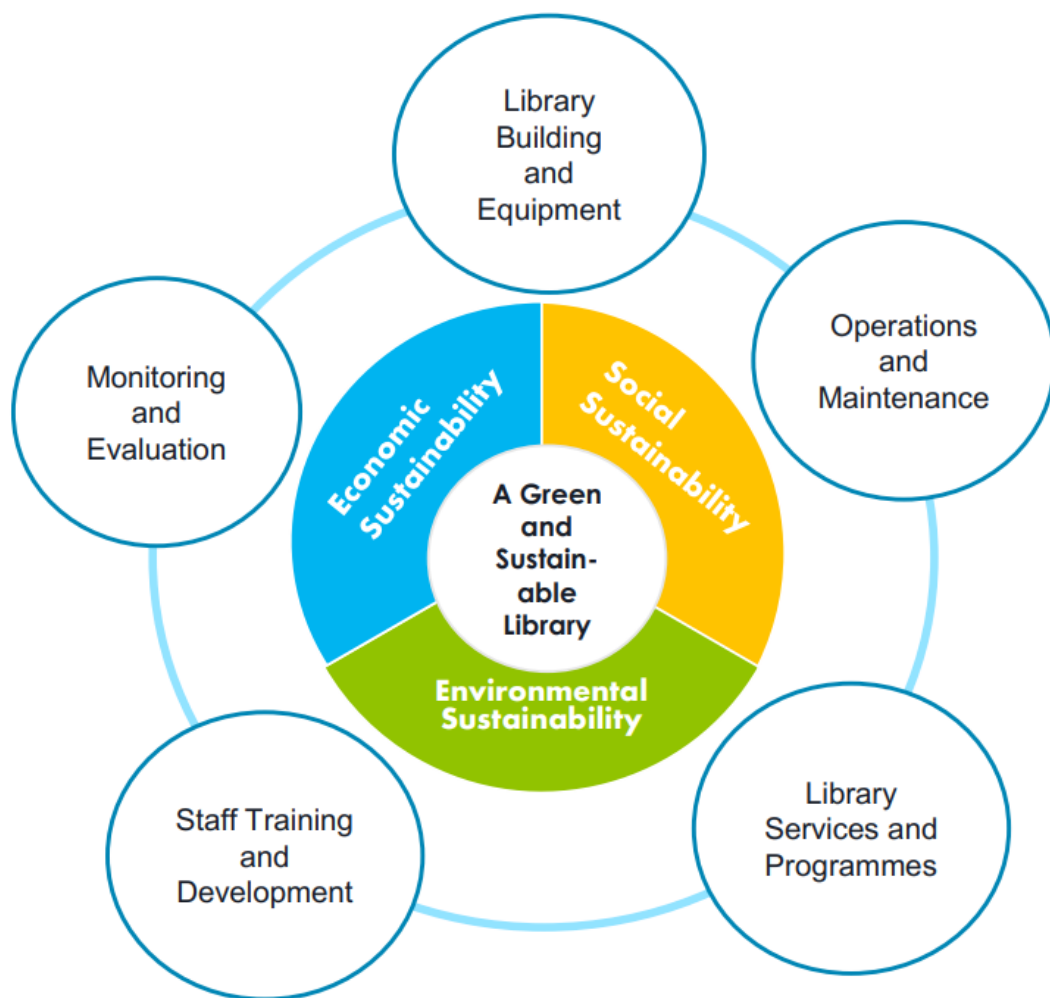 Library
Building
and
Equipment
Operations
and
Maintenance
Monitoring
and
Evaluation
Economic
Sustainability
Social
Sustainability
A Green
and
Sustain-
able
Library
Environmental
Sustainability
Library
Services and
Programmes
Staff Training
and
Development